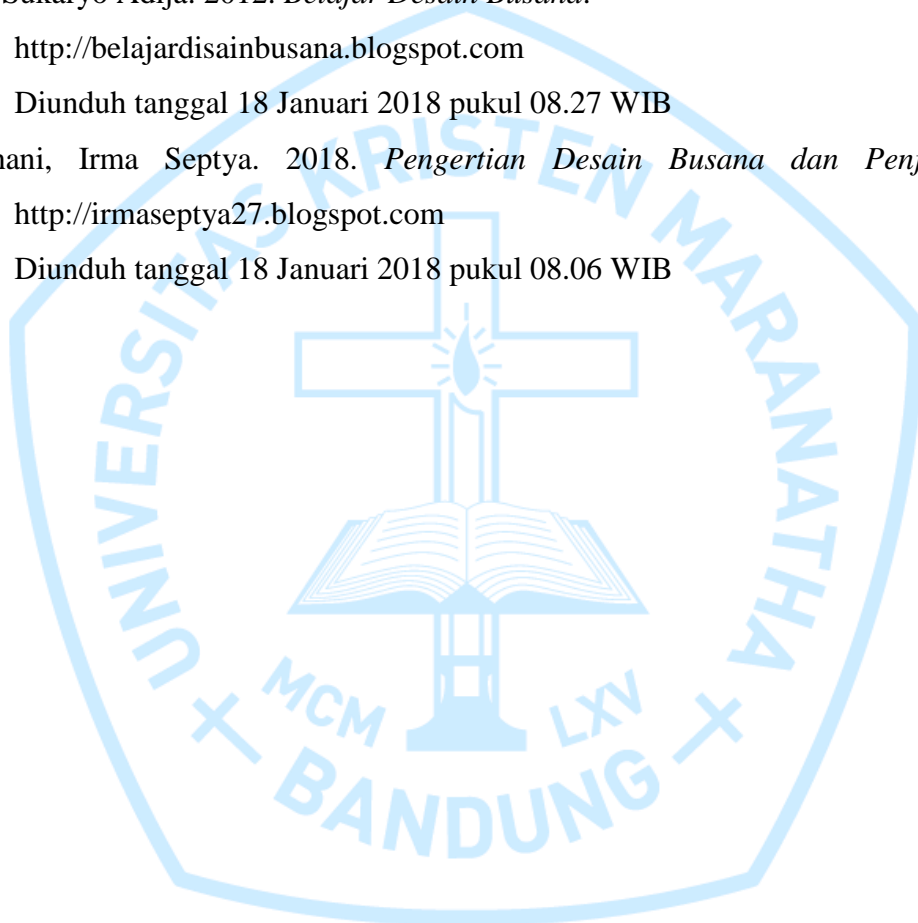 Sukaryo Adija. 2012. Belajar Desain Busana.
http://belajardisainbusana.blogspot.com
Diunduh tanggal 18 Januari 2018 pukul 08.27 WIB
Irma Septya. 2018. Pengertian Desain Busana dan
http://irmaseptya27.blogspot.com
Diunduh tanggal 18 Januari 2018 pukul 08.06 WIB
UNIVERSITAS KRISTEN MARANATHA
MCM LXV
BANDUNG